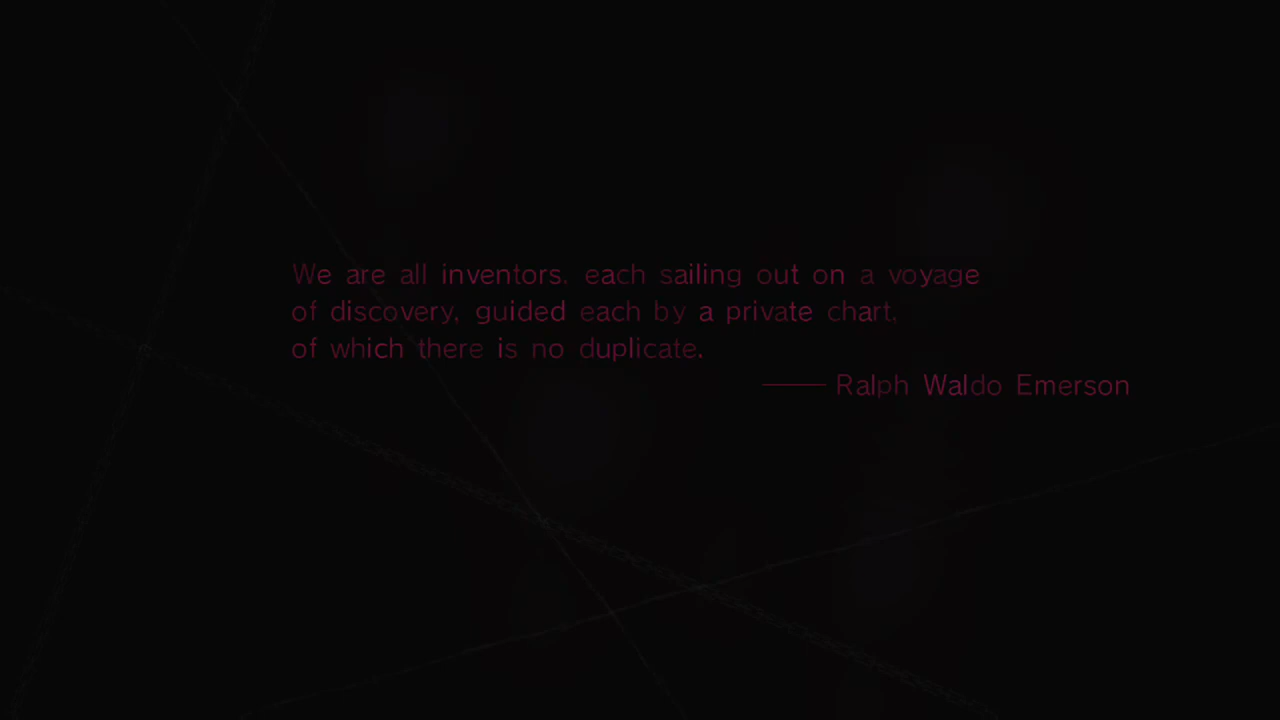 We are all inventors, each sailing out on a voyage
of discovery, guided each by a private chart,
of which there is no duplicate.
——Ralph Waldo Emerson